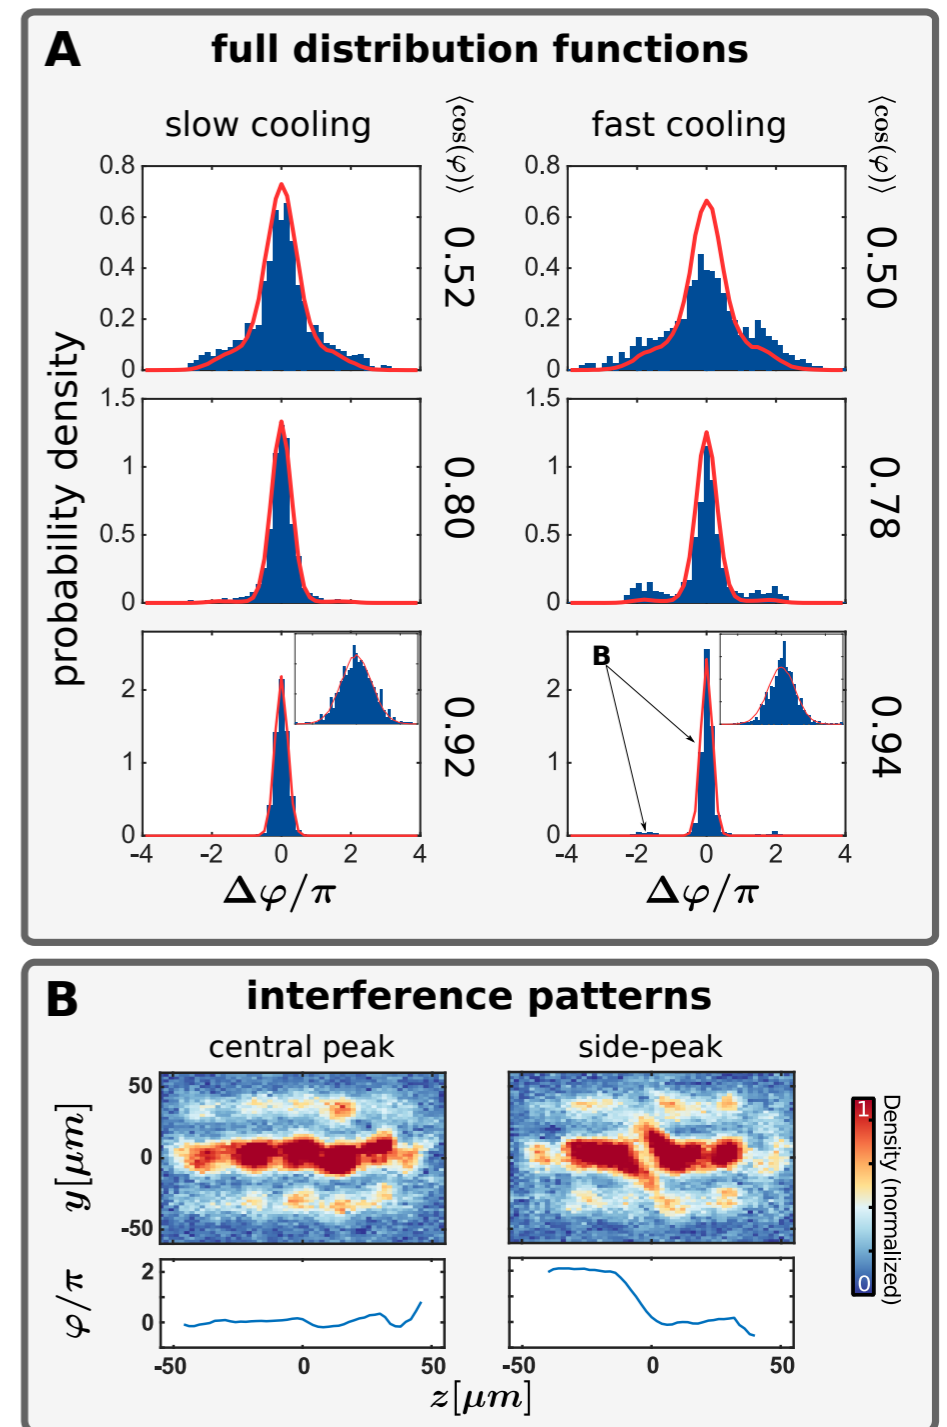 A full distribution functions
slow cooling
⟨cos(φ)⟩
fast cooling
⟨cos(φ)⟩
probability density
0.8
0.6
0.4
0.2
0
0.52
0.8
0.6
0.4
0.2
0
0.50
1.5
1
0.5
0
0.80
1.5
1
0.5
0
0.78
2
1
0
-4 -2 0 2 4
Δφ/π
0.92
B
2
1
0
-4 -2 0 2 4
Δφ/π
0.94
B interference patterns
central peak
side-peak
y[μm]
50
0
-50
1
0
Density (normalized)
φ/π
2
0
-50 0 50
-50 0 50
z[μm]